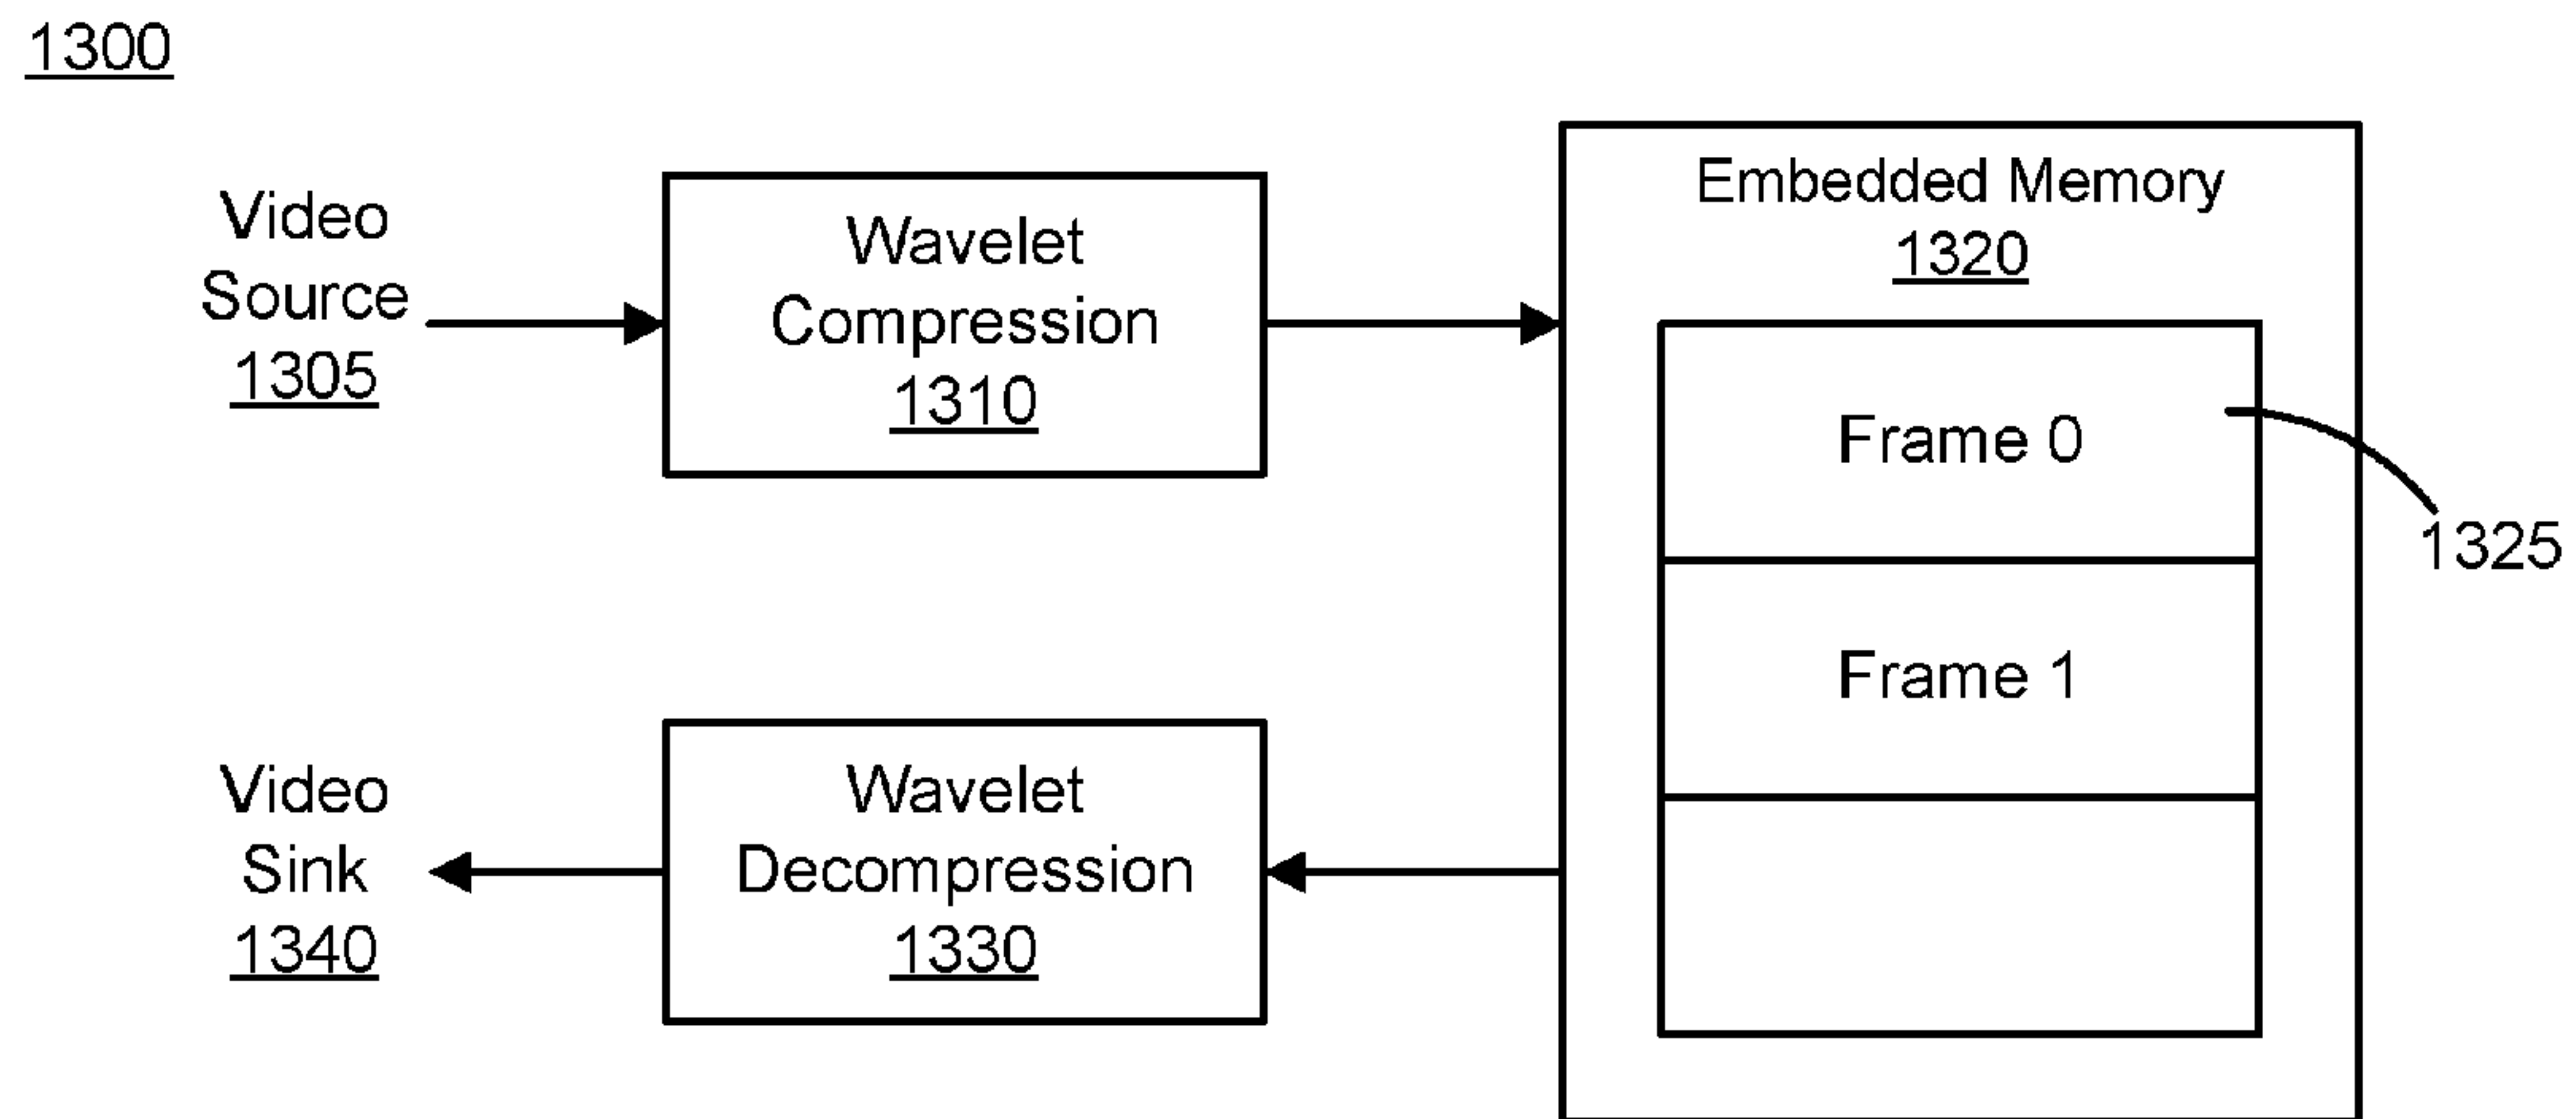 1300
Video
Source
1305
Wavelet
Compression
1310
Embedded Memory
1320
Frame 0
1325
Frame 1
Video
Sink
1340
Wavelet
Decompression
1330